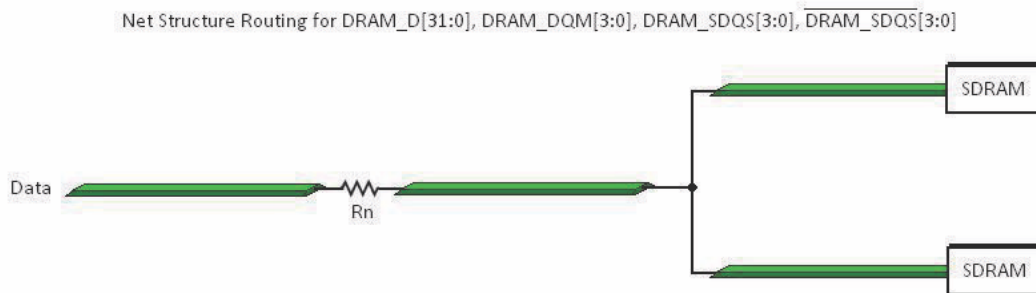 Net Structure Routing for DRAM_D[31:0], DRAM_DQM[3:0], DRAM_SDQS[3:0], DRAM_SDQS[3:0]
SDRAM
Data
Rn
SDRAM